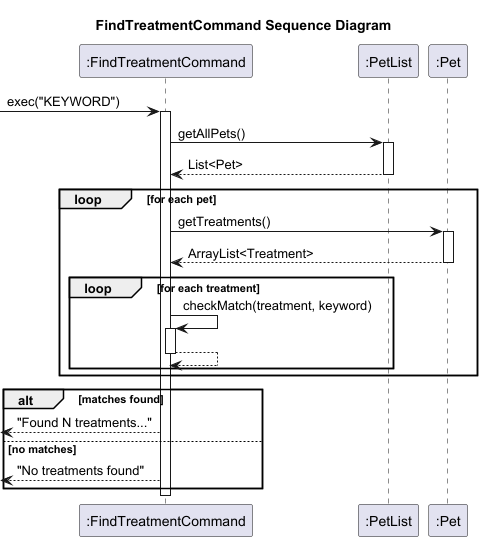 FindTreatmentCommand Sequence Diagram
:FindTreatmentCommand :PetList :Pet
exec("KEYWORD")
getAllPets()
List<Pet>
loop [for each pet]
getTreatments()
ArrayList<Treatment>
loop [for each treatment]
checkMatch(treatment, keyword)
alt [matches found]
"Found N treatments..."
[no matches]
"No treatments found"
:FindTreatmentCommand :PetList :Pet